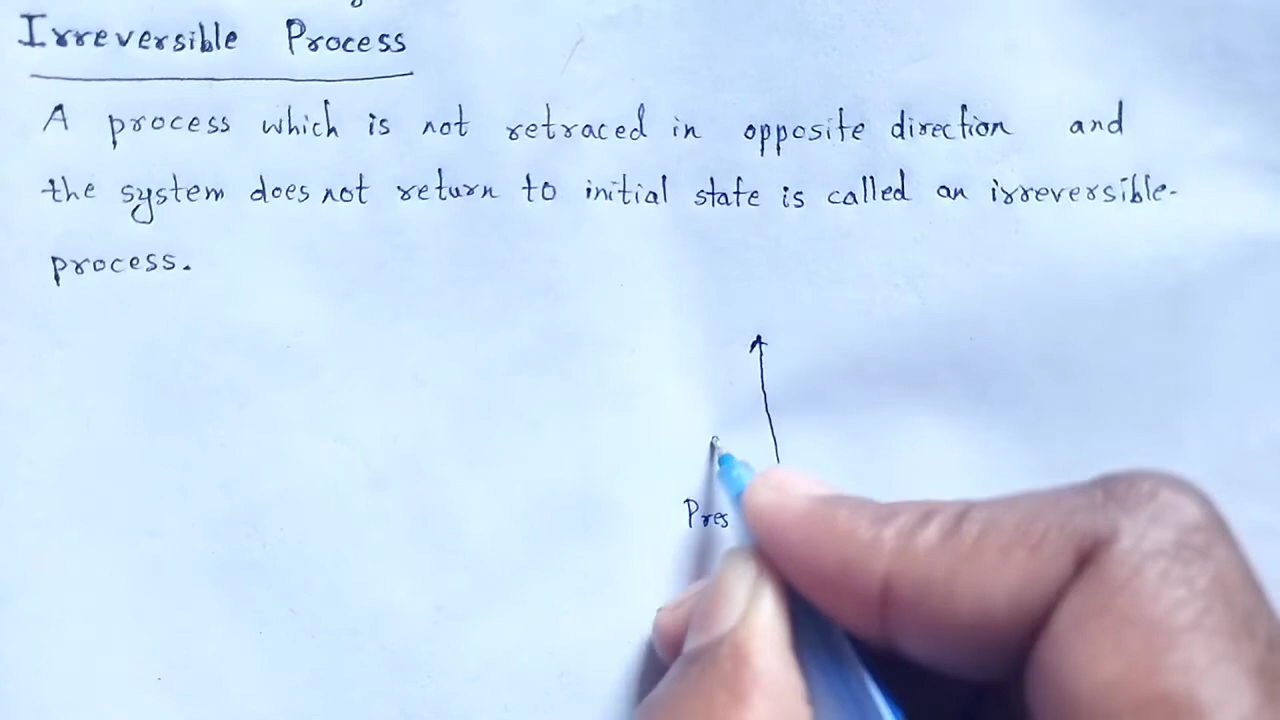 Irreversible Process
A process which is not retraced in opposite direction and
the system does not return to initial state is called an irreversible-
process.
Pres